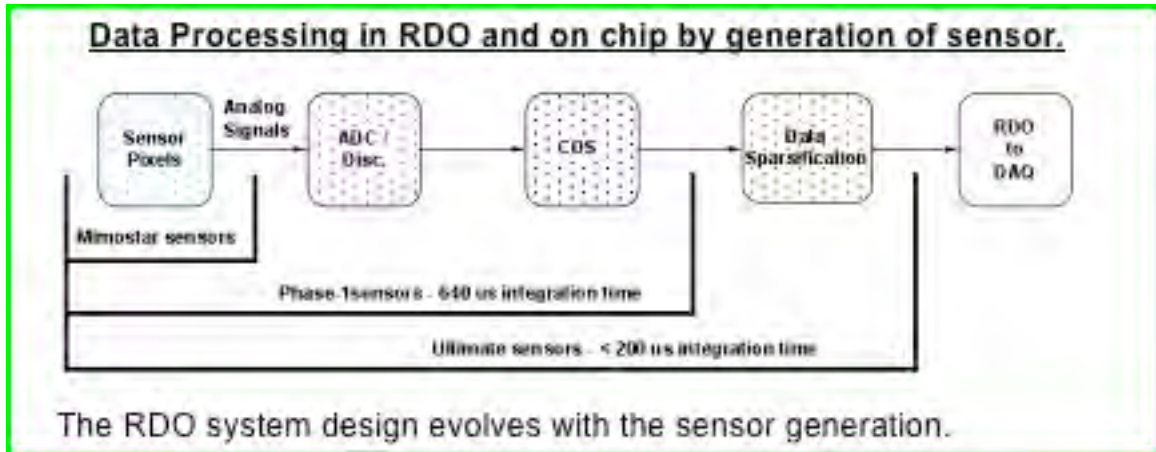 Data Processing in RDO and on chip by generation of sensor.
Analog
Signals
Sensor
Pixels
ADC /
Disc.
CDS
Data
Sparsification
RDO
to
DAQ
Mimostar sensors
Phase-1sensors - 640 us integration time
Ultimate sensors - < 200 us integration time
The RDO system design evolves with the sensor generation.